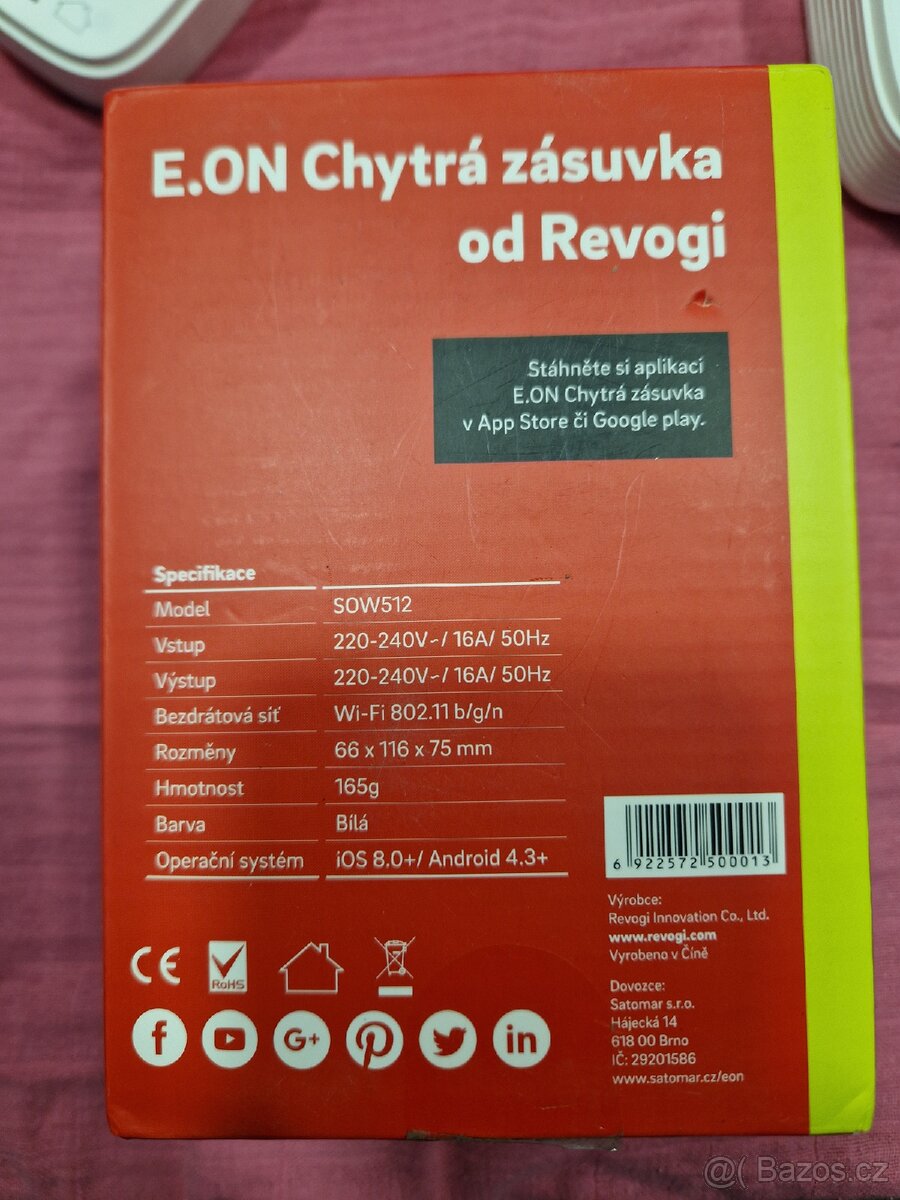 E.ON Chytrá zásuvka
od Revogi
Stáhněte si aplikaci
E.ON Chytrá zásuvka
v App Store či Google play.
Specifikace
Model SOW512
Vstup 220-240V~/ 16A/ 50Hz
Výstup 220-240V~/ 16A/ 50Hz
Bezdrátová síť Wi-Fi 802.11 b/g/n
Rozměny 66 x 116 x 75 mm
Hmotnost 165g
Barva Bílá
Operační systém iOS 8.0+/ Android 4.3+
6 922572 500013
Výrobce:
Revogi Innovation Co., Ltd.
www.revogi.com
Vyrobeno v Číně
Dovozce:
Satomar s.r.o.
Hájecká 14
618 00 Brno
IČ: 29201586
www.satomar.cz/eon
CE
RoHS
f
G+
in
@( Bazos.cz